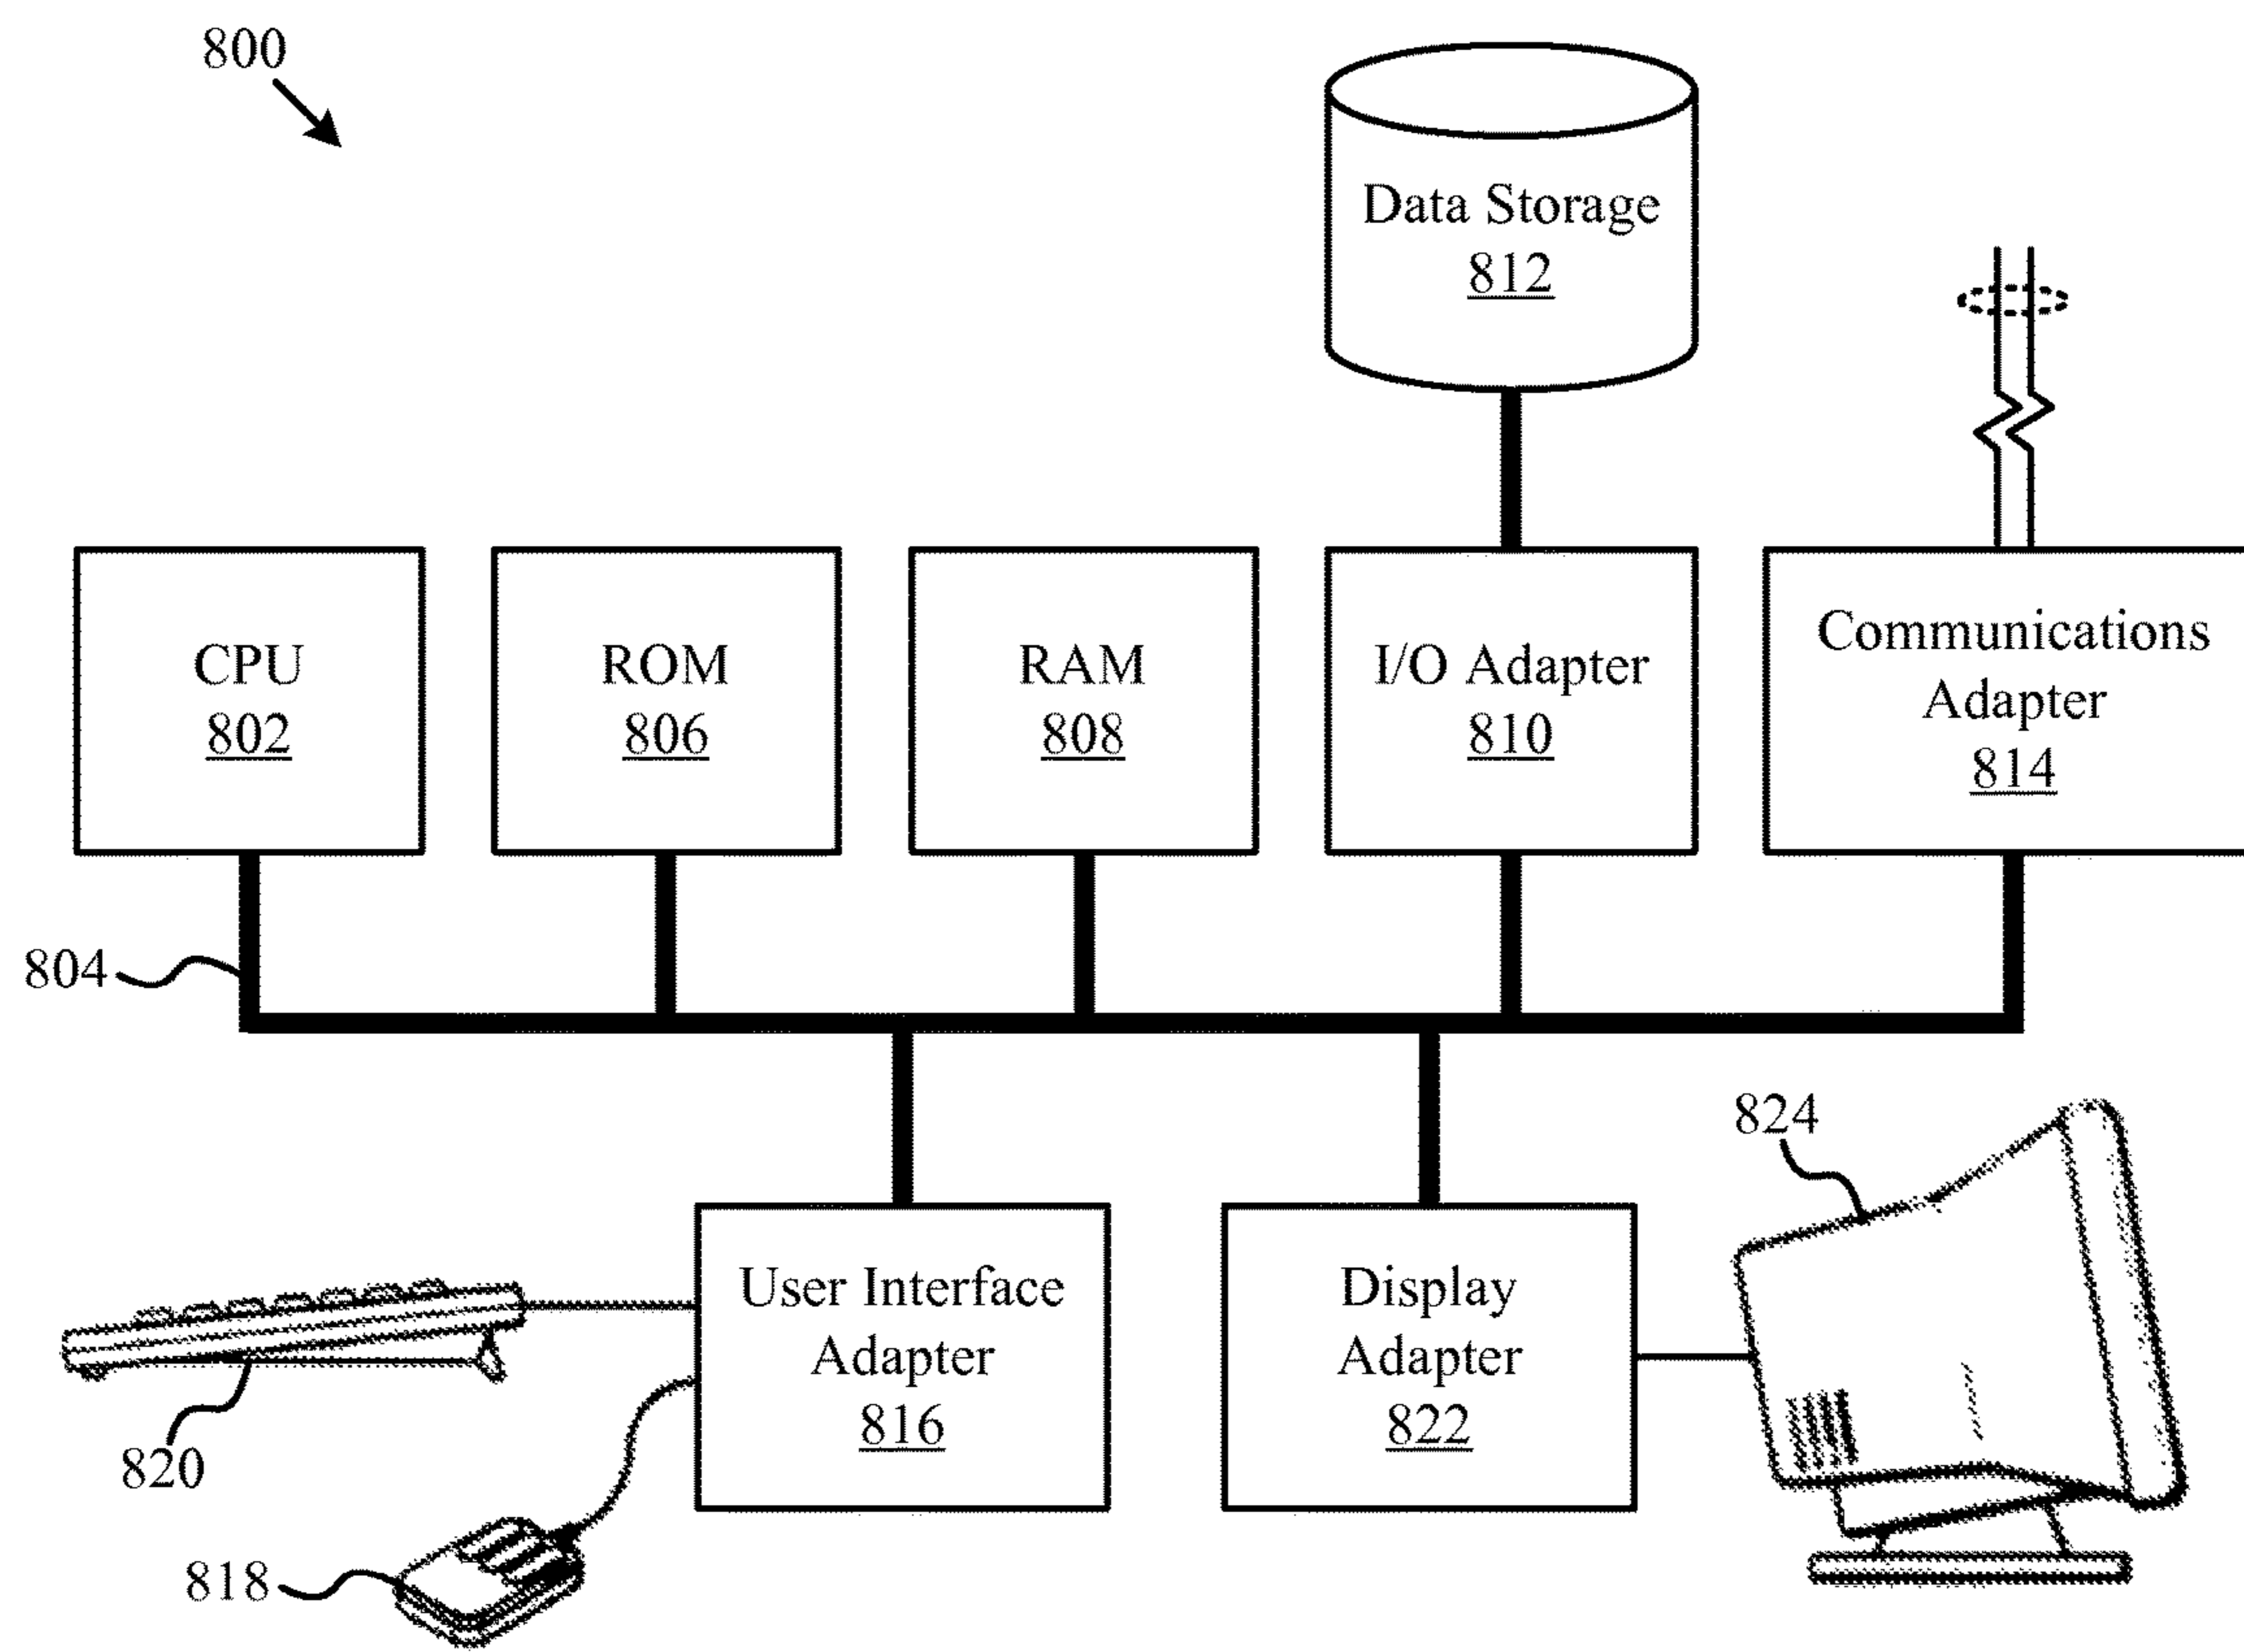 800
Data Storage
812
CPU
802
ROM
806
RAM
808
I/O Adapter
810
Communications
Adapter
814
804
824
User Interface
Adapter
816
Display
Adapter
822
820
818